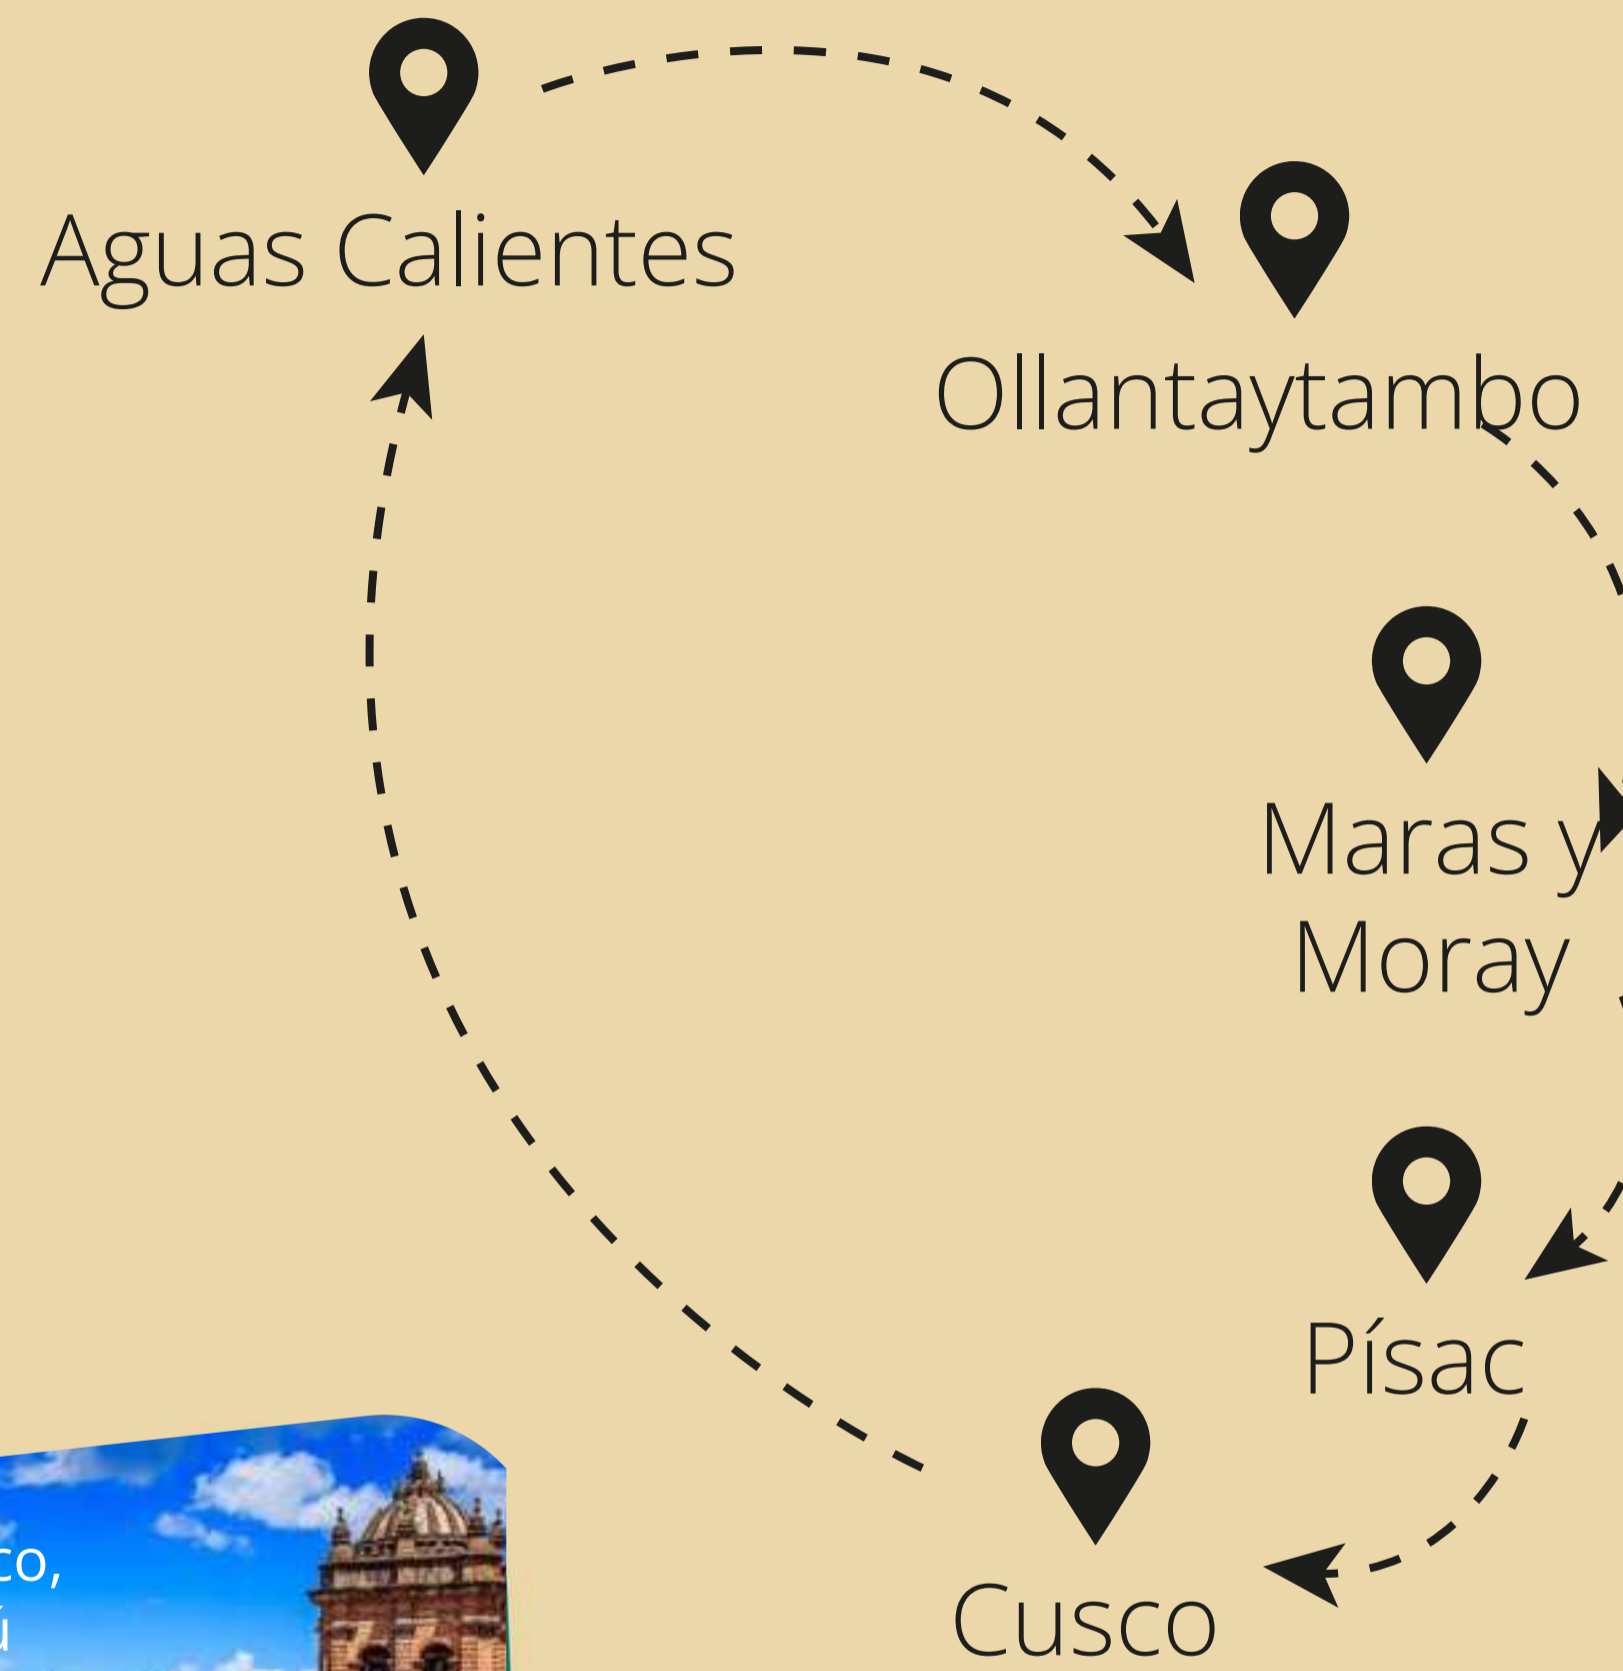 Aguas Calientes
Ollantaytambo
Maras y
Moray
Písac
Cusco